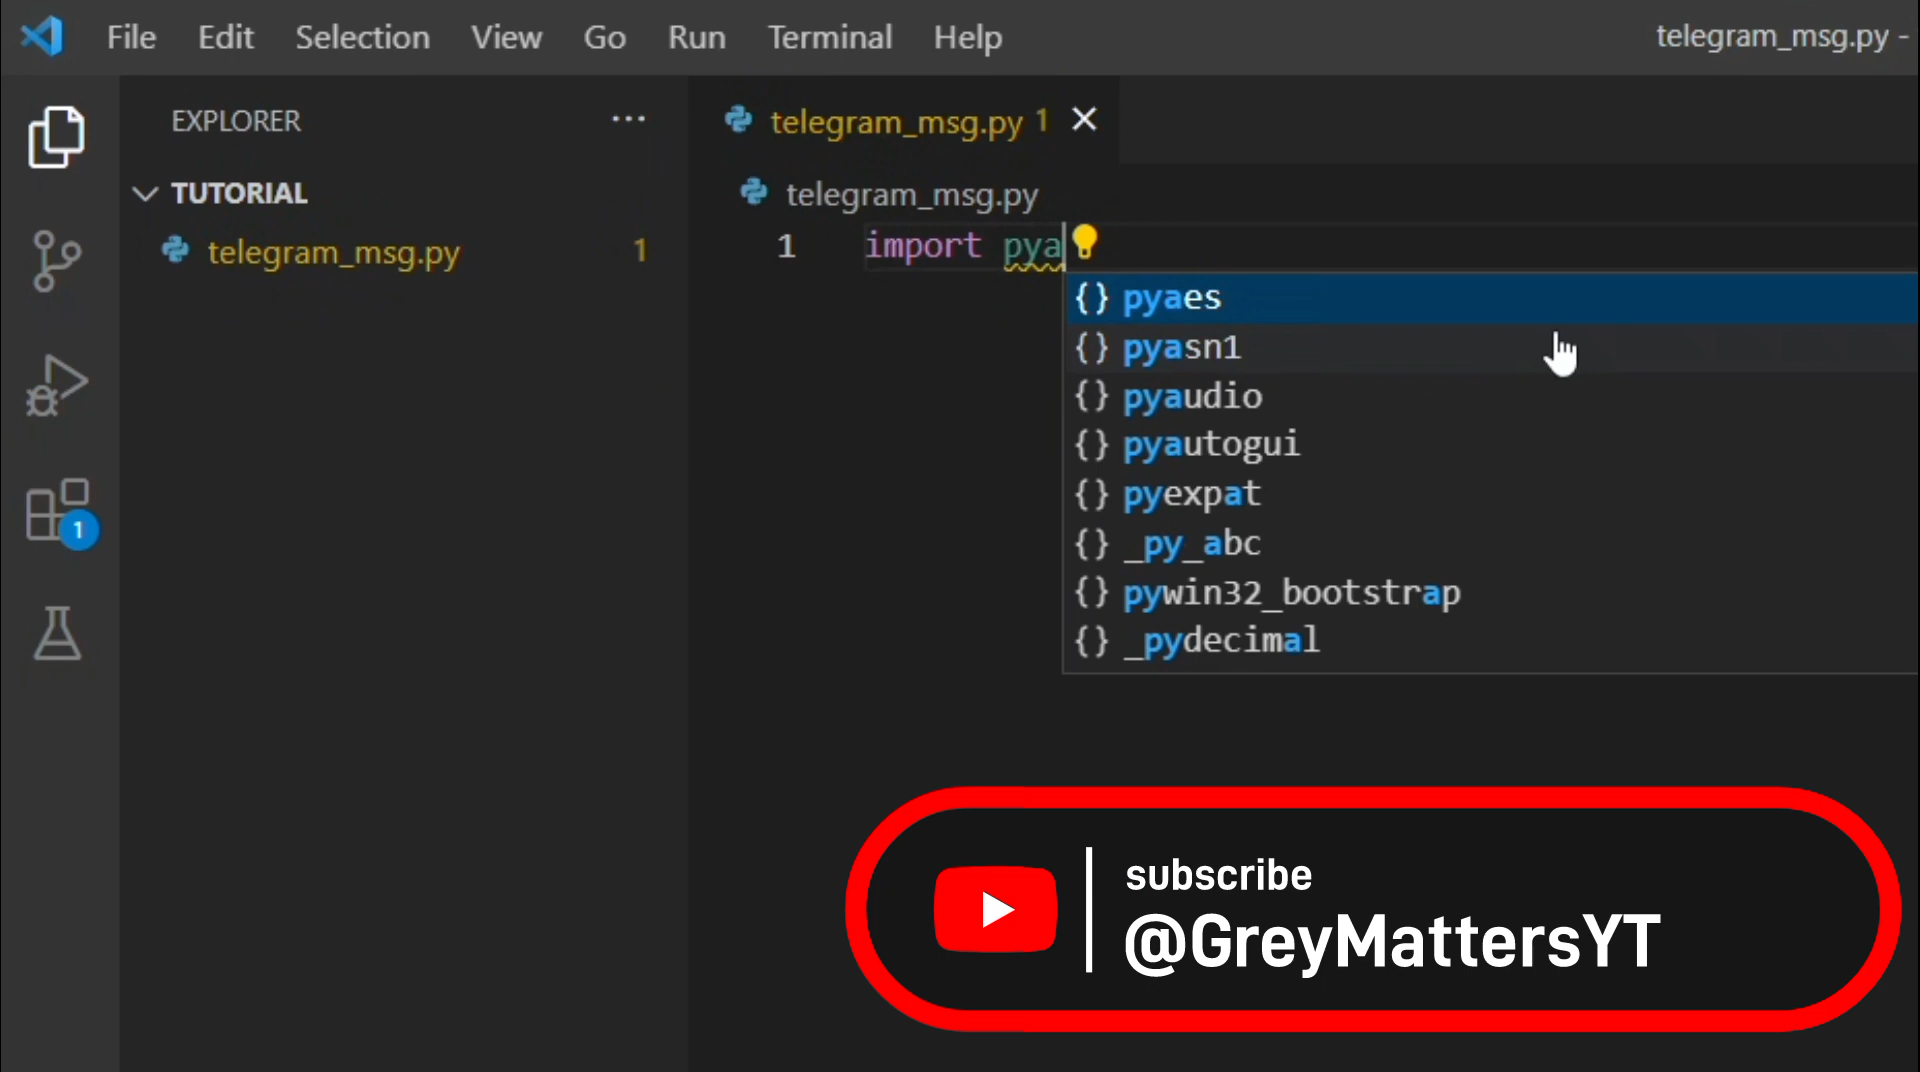 File Edit Selection View Go Run Terminal Help
telegram_msg.py -
EXPLORER ...
telegram_msg.py 1
TUTORIAL
telegram_msg.py
telegram_msg.py 1
1 import pya
{} pyaes
{} pyasn1
{} pyaudio
{} pyautogui
{} pyexpat
{} _py_abc
{} pywin32_bootstrap
{} _pydecimal
1
subscribe
@GreyMattersYT